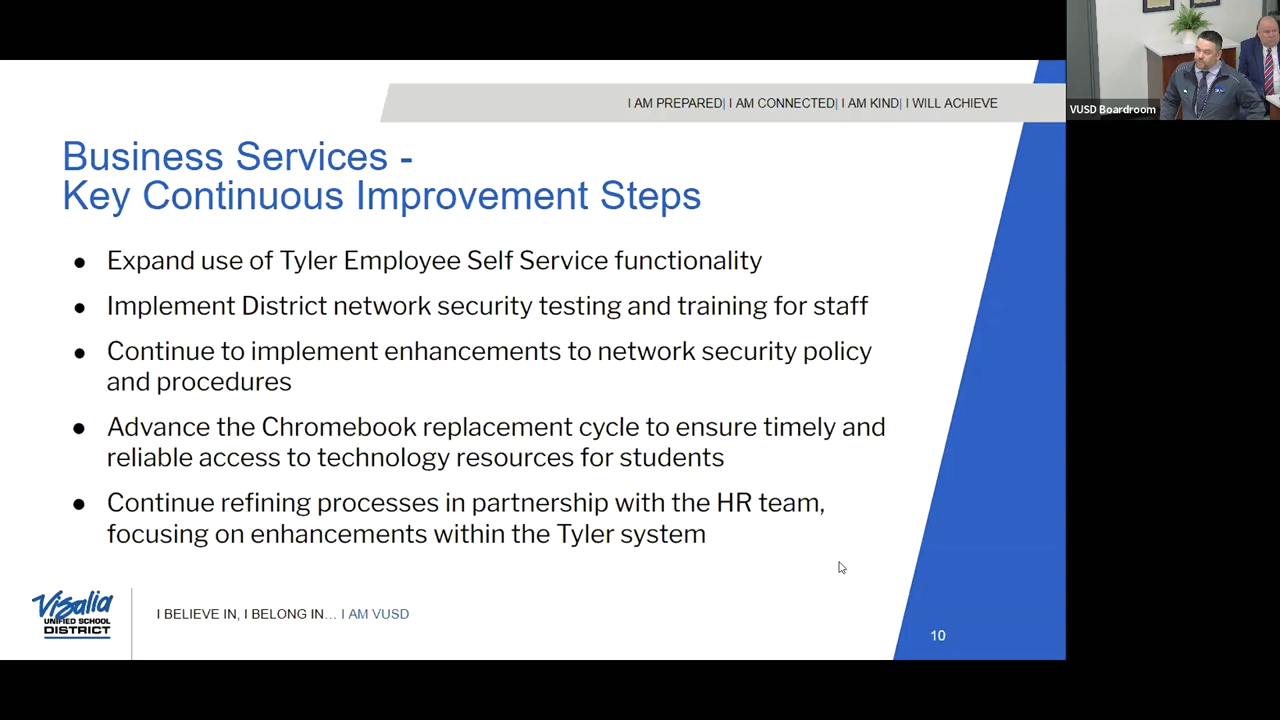 VUSD Boardroom
I AM PREPARED| I AM CONNECTED| I AM KIND| I WILL ACHIEVE
Business Services -
Key Continuous Improvement Steps
● Expand use of Tyler Employee Self Service functionality
● Implement District network security testing and training for staff
● Continue to implement enhancements to network security policy
and procedures
● Advance the Chromebook replacement cycle to ensure timely and
reliable access to technology resources for students
● Continue refining processes in partnership with the HR team,
focusing on enhancements within the Tyler system
Visalia
UNIFIED SCHOOL
DISTRICT
I BELIEVE IN, I BELONG IN... I AM VUSD
10